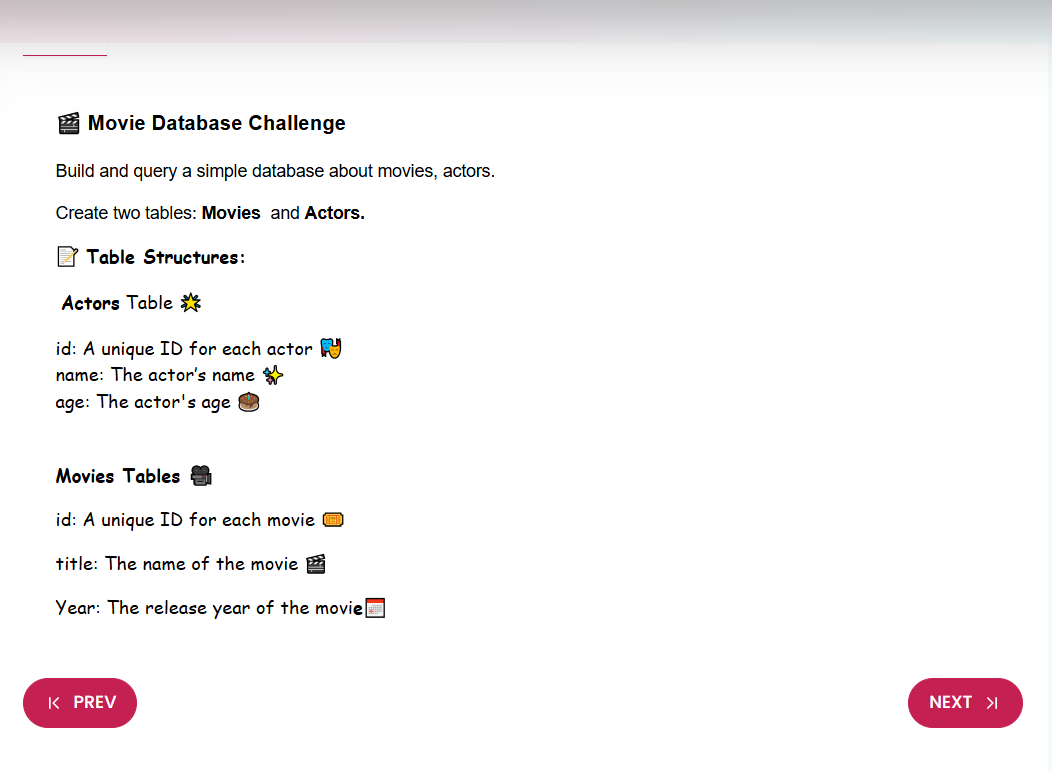 🎬 Movie Database Challenge
Build and query a simple database about movies, actors.
Create two tables: Movies  and Actors.
📝 Table Structures:
Actors Table 🌟
id: A unique ID for each actor 🎭
name: The actor’s name ✨
age: The actor's age 🎂
Movies Tables 🎥
id: A unique ID for each movie 🎟️
title: The name of the movie 🎬
Year: The release year of the movie📅
PREV
NEXT